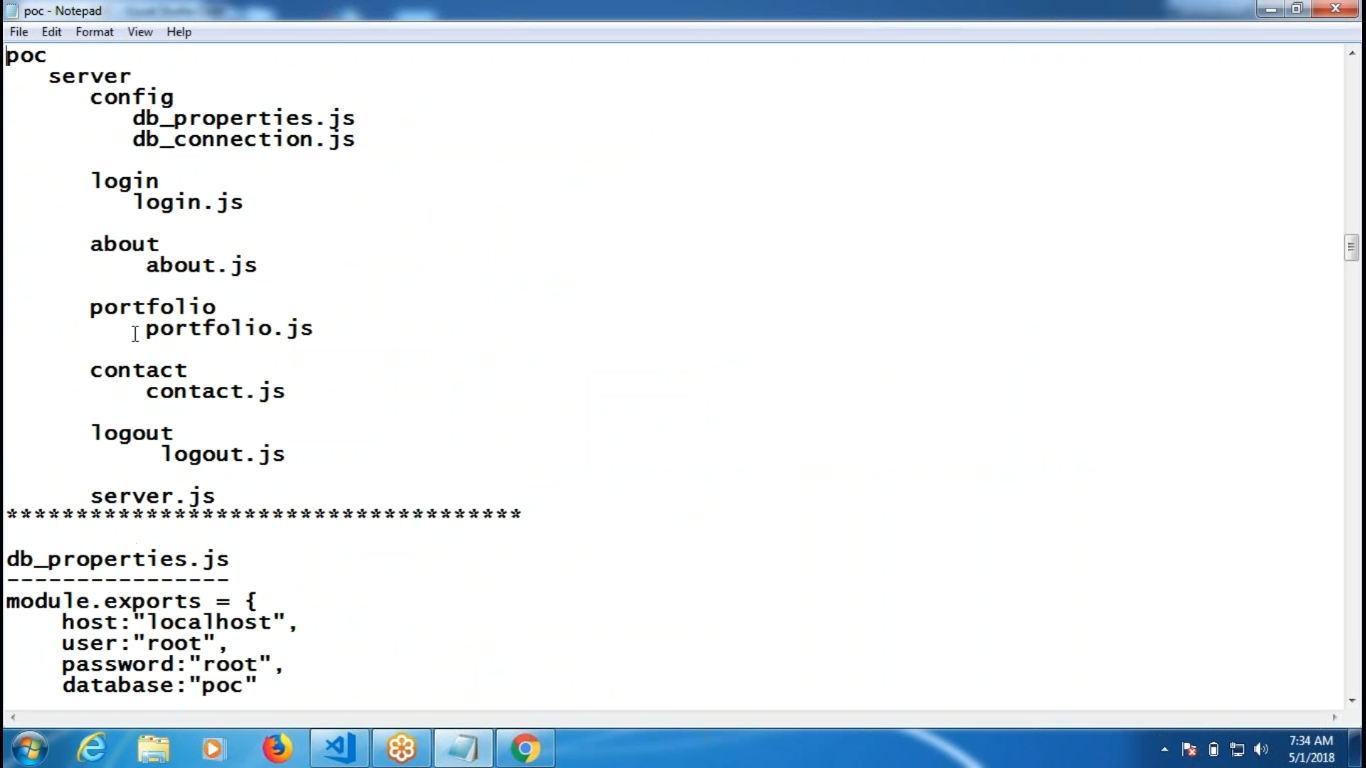 poc - Notepad
File Edit Format View Help
poc
server
config
db_properties.js
db_connection.js
login
login.js
about
about.js
portfolio
portfolio.js
contact
contact.js
logout
logout.js
server.js
*************************************
db_properties.js
----------------
module.exports = {
host:"localhost",
user:"root",
password:"root",
database:"poc"
7:34 AM
5/1/2018